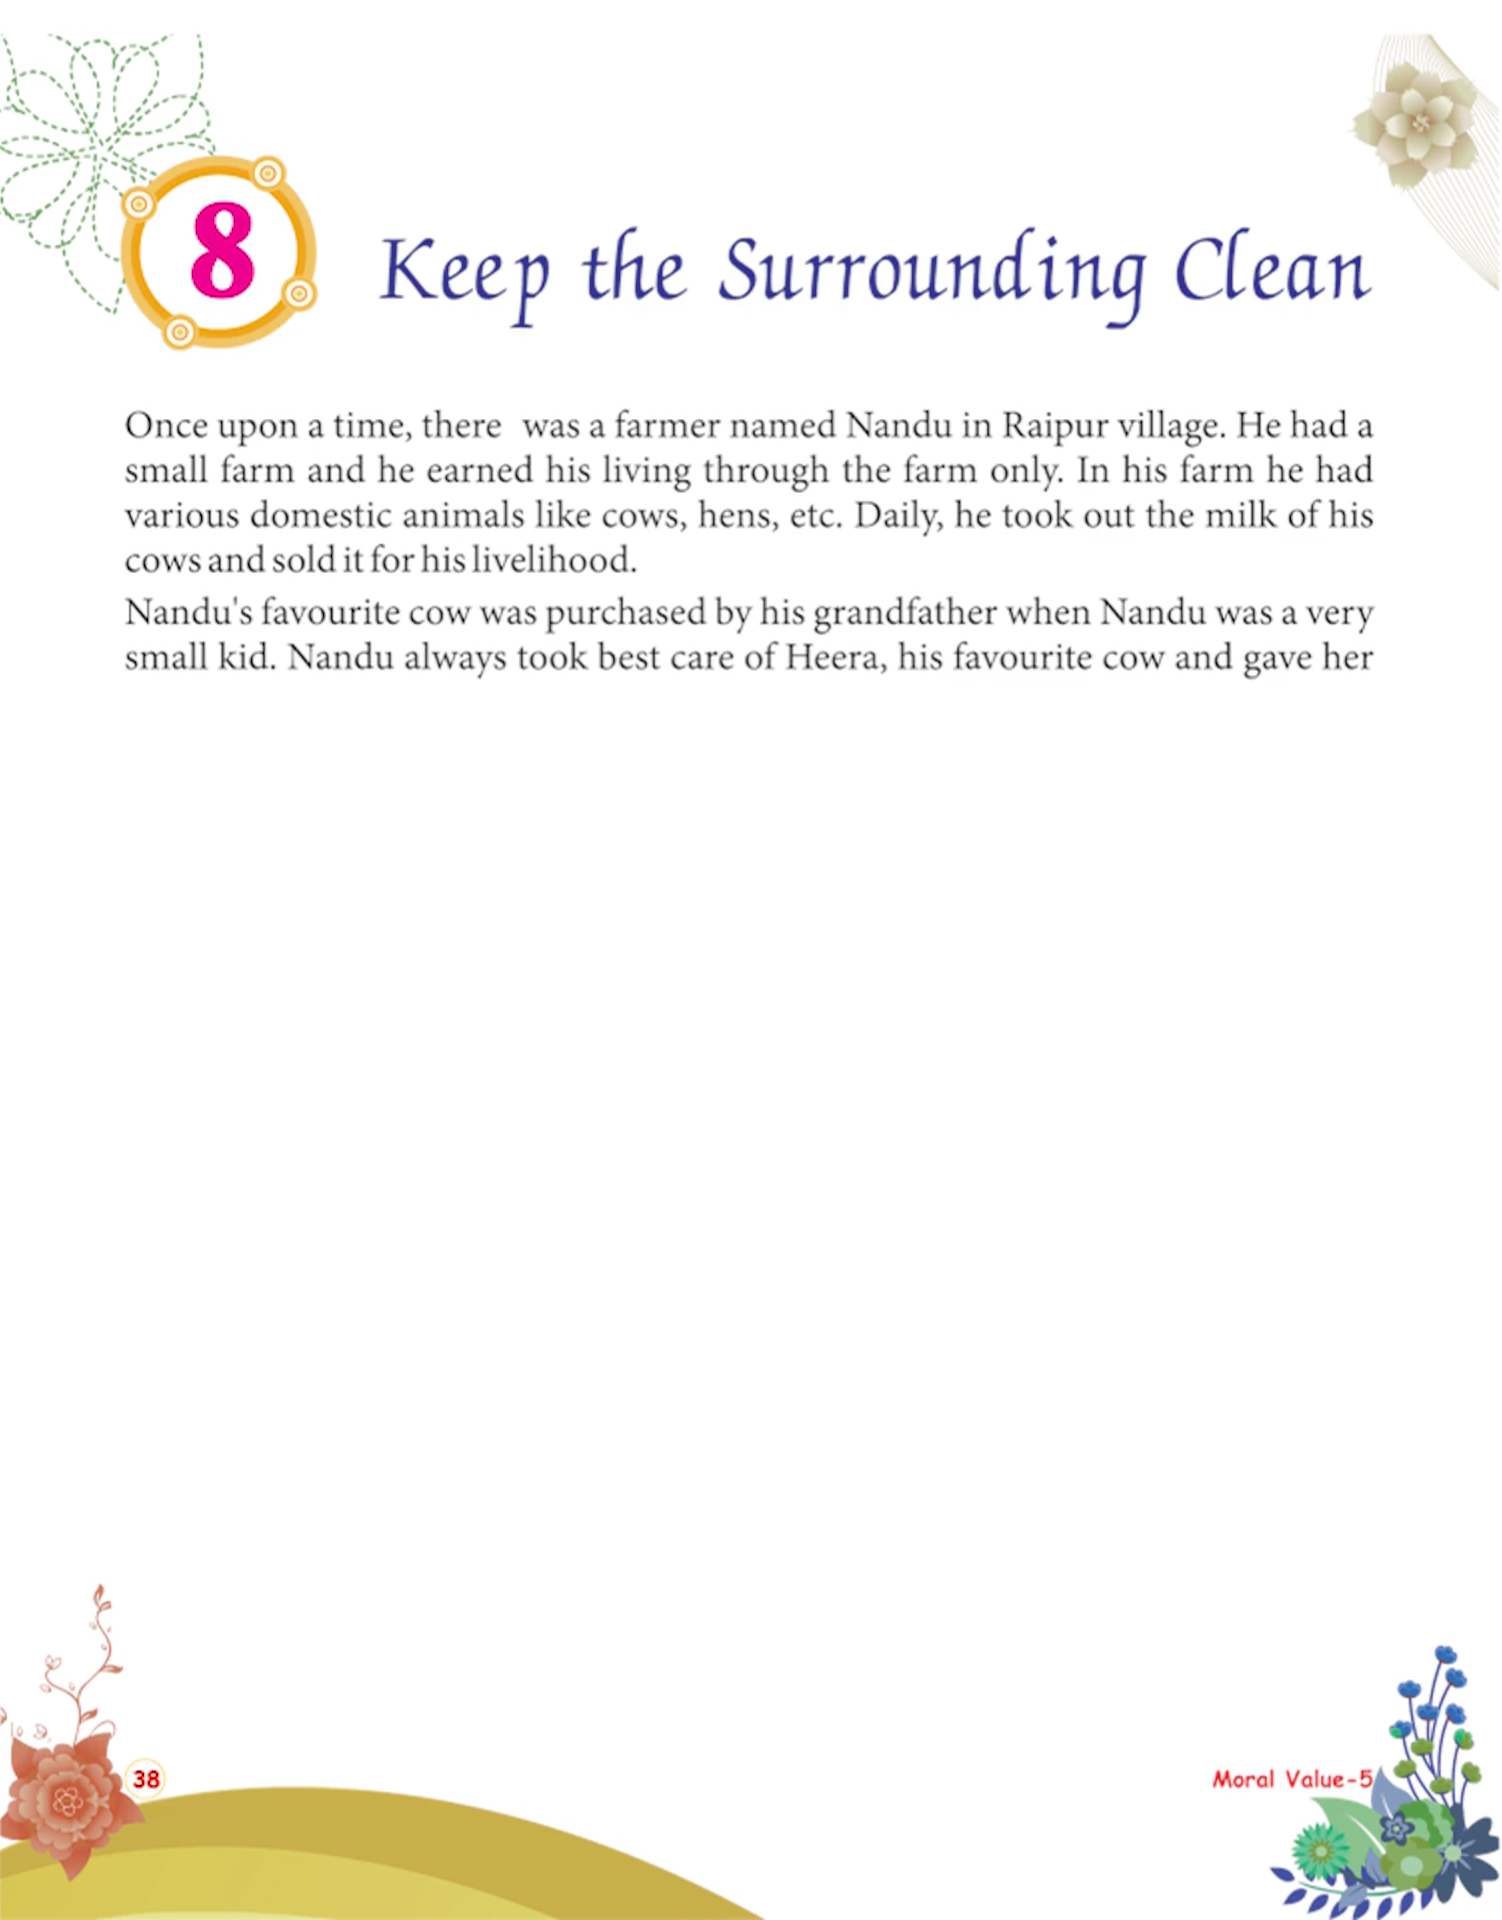 8
Keep the Surrounding Clean
Once upon a time, there was a farmer named Nandu in Raipur village. He had a
small farm and he earned his living through the farm only. In his farm he had
various domestic animals like cows, hens, etc. Daily, he took out the milk of his
cows and sold it for his livelihood.
Nandu's favourite cow was purchased by his grandfather when Nandu was a very
small kid. Nandu always took best care of Heera, his favourite cow and gave her
38
Moral Value-5